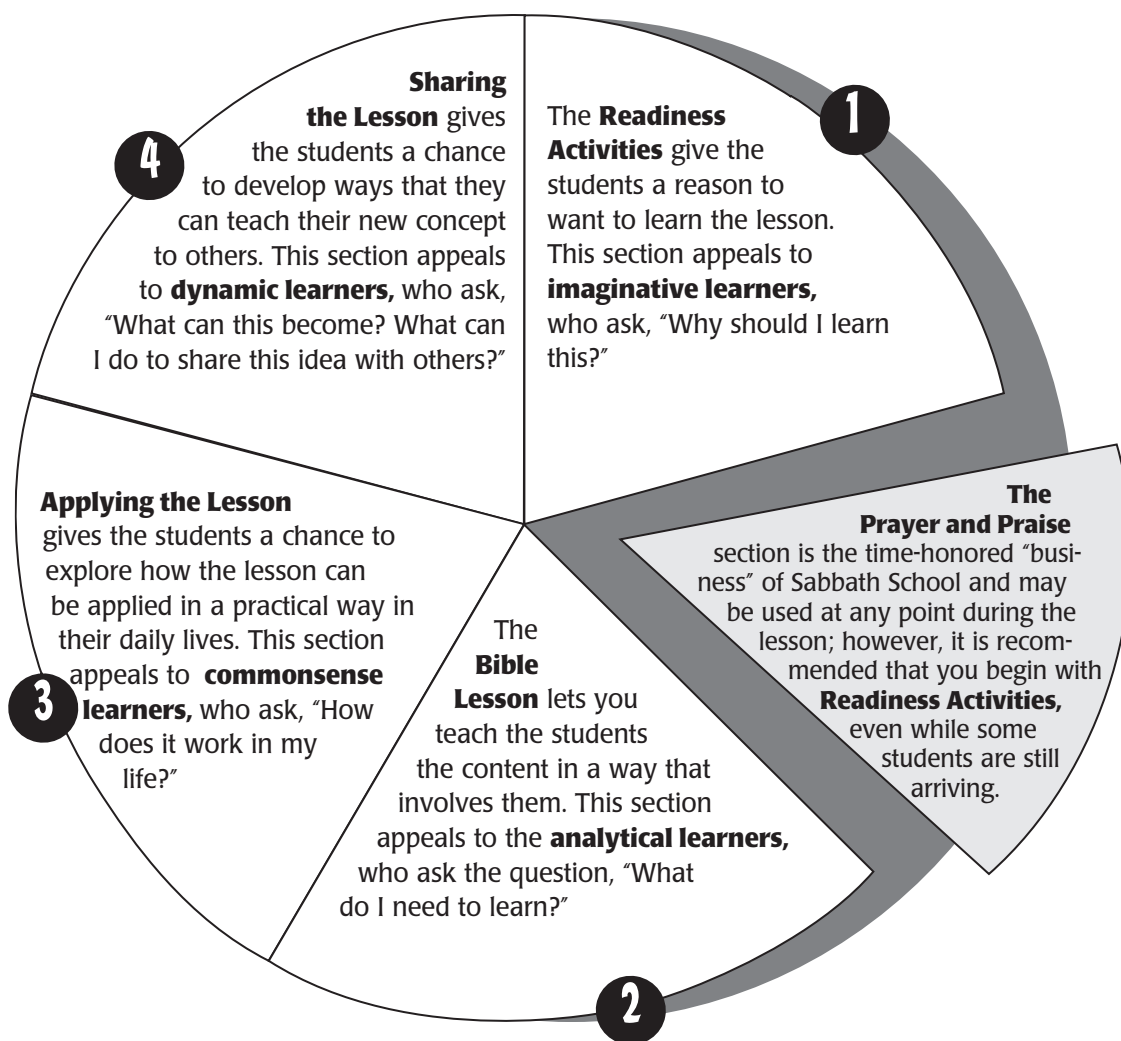 1
The Readiness
Activities give the
students a reason to
want to learn the lesson.
This section appeals to
imaginative learners,
who ask, “Why should I learn
this?”
The
Prayer and Praise
section is the time-honored “busi-
ness” of Sabbath School and may
be used at any point during the
lesson; however, it is recom-
mended that you begin with
Readiness Activities,
even while some
students are still
arriving.
2
The
Bible
Lesson lets you
teach the students
the content in a way that
involves them. This section
appeals to the analytical learners,
who ask the question, “What
do I need to learn?”
3
Applying the Lesson
gives the students a chance to
explore how the lesson can
be applied in a practical way in
their daily lives. This section
appeals to commonsense
learners, who ask, “How
does it work in my
life?”
4
Sharing
the Lesson gives
the students a chance
to develop ways that they
can teach their new concept
to others. This section appeals
to dynamic learners, who ask,
“What can this become? What can
I do to share this idea with others?”